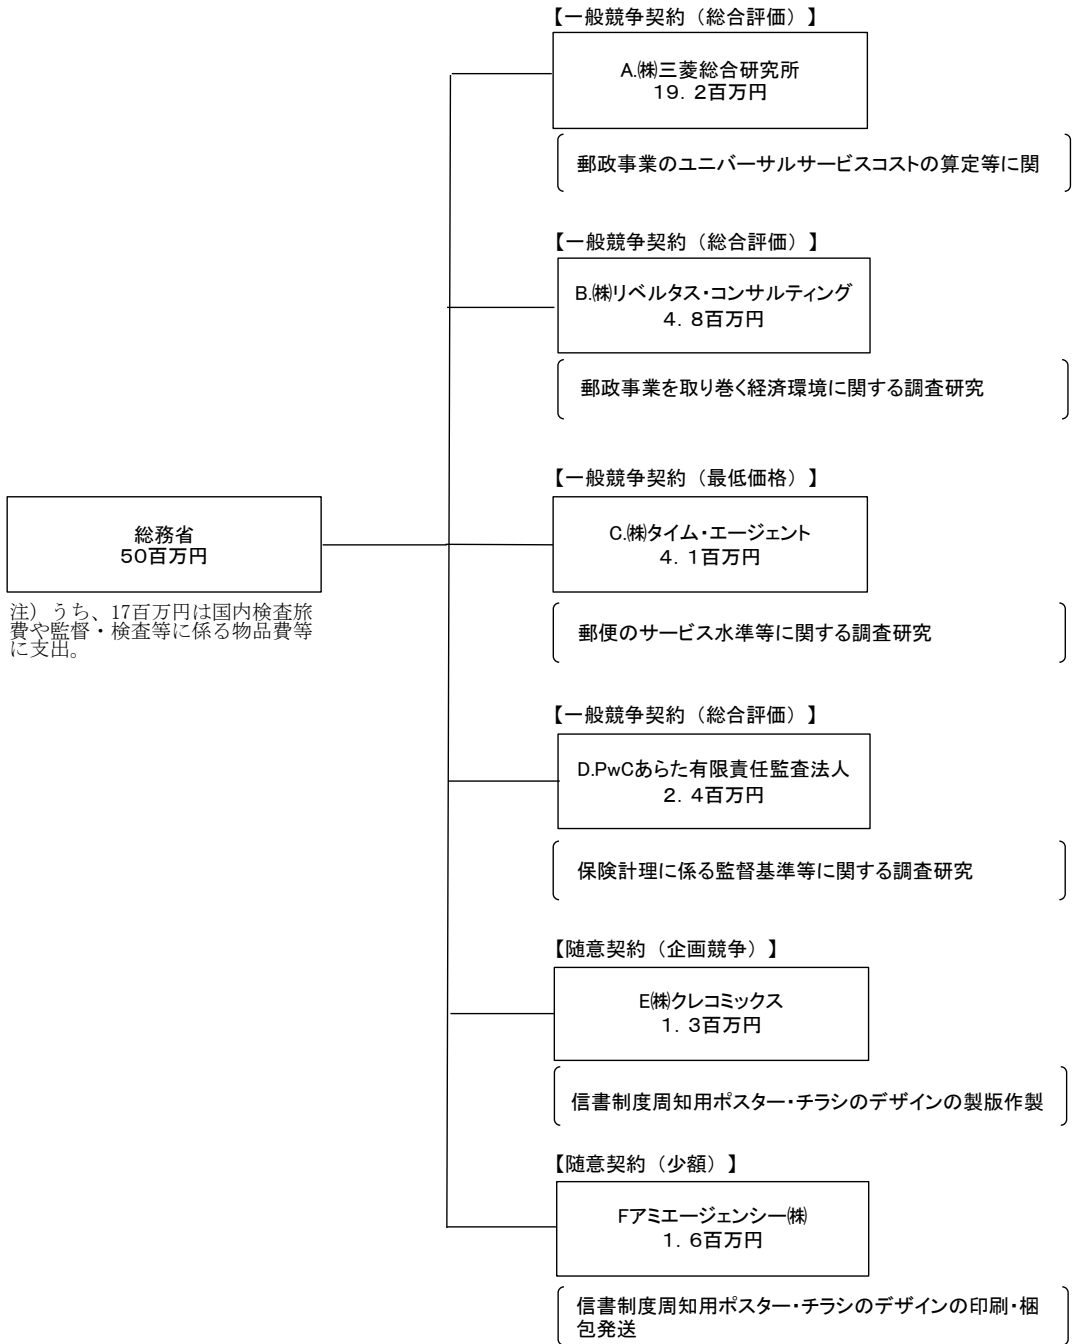 【一般競争契約（総合評価）】
A.㈱三菱総合研究所
１９．２百万円
郵政事業のユニバーサルサービスコストの算定等に関
【一般競争契約（総合評価）】
B.㈱リベルタス・コンサルティング
４．８百万円
郵政事業を取り巻く経済環境に関する調査研究
【一般競争契約（最低価格）】
C.㈱タイム・エージェント
４．１百万円
総務省
５０百万円
注）うち、17百万円は国内検査旅
費や監督・検査等に係る物品費等
に支出。
郵便のサービス水準等に関する調査研究
【一般競争契約（総合評価）】
D.PwCあらた有限責任監査法人
２．４百万円
保険計理に係る監督基準等に関する調査研究
【随意契約（企画競争）】
E㈱クレコミックス
１．３百万円
信書制度周知用ポスター・チラシのデザインの製版作製
【随意契約（少額）】
Fアミエージェンシー㈱
１．６百万円
信書制度周知用ポスター・チラシのデザインの印刷・梱
包発送